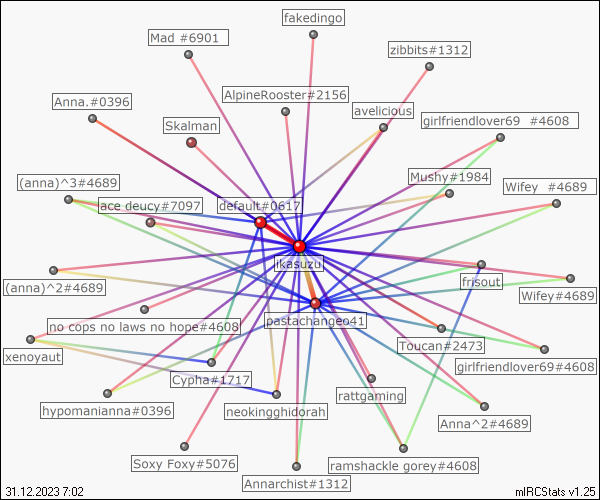 fakedingo
Mad #6901
zibbits#1312
AlpineRooster#2156
Anna.#0396
avelicious
girlfriendlover69 #4608
Skalman
Mushy#1984
(anna)^3#4689
Wifey #4689
ace deucy#7097
default#0617
ikasuzu
frisout
(anna)^2#4689
Wifey#4689
pastachangeo41
no cops no laws no hope#4608
Toucan#2473
xenoyaut
girlfriendlover69#4608
Cypha#1717
rattgaming
hypomanianna#0396
neokingghidorah
Anna^2#4689
Soxy Foxy#5076
ramshackle gorey#4608
Annarchist#1312
31.12.2023 7:02
mIRCStats v1.25